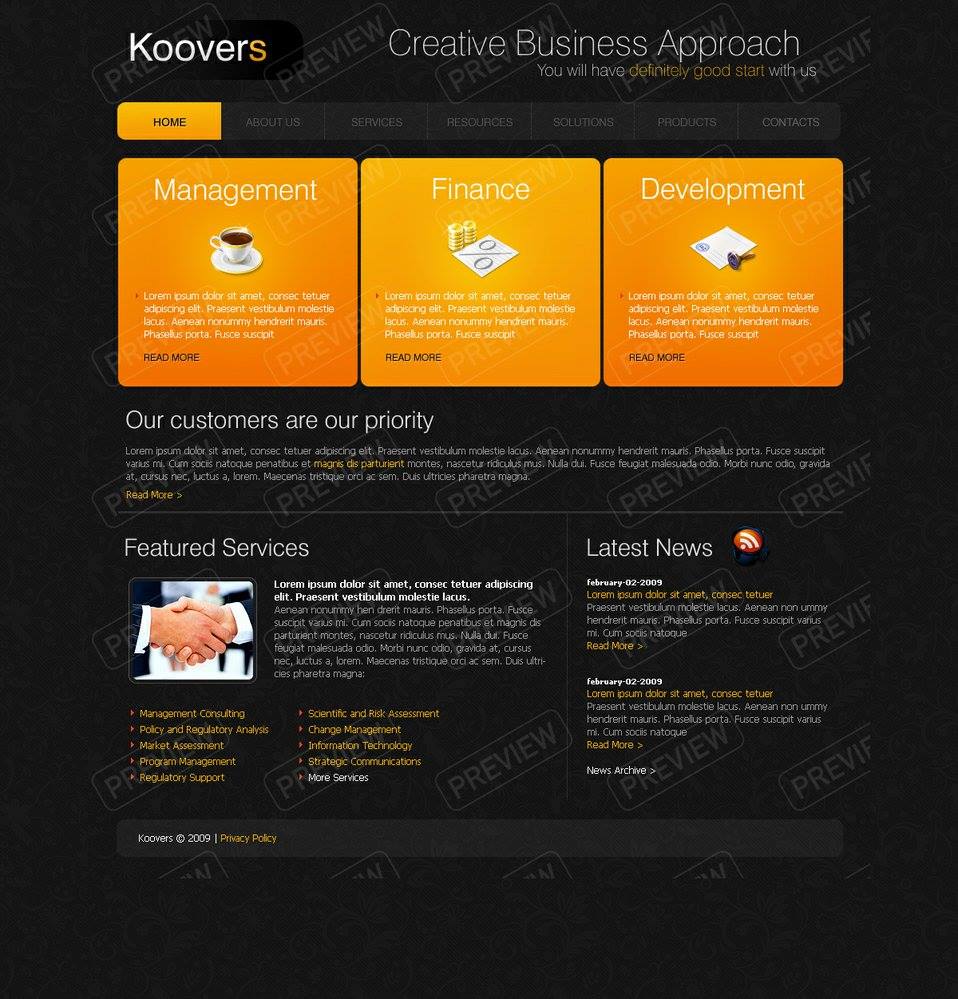 Koovers
Creative Business Approach
You will have definitely good start with us
HOME
ABOUT US
SERVICES
RESOURCES
SOLUTIONS
PRODUCTS
CONTACTS
Management
Lorem ipsum dolor sit amet, consec tetuer
adipiscing elit. Praesent vestibulum molestie
lacus. Aenean nonummy hendrerit mauris.
Phasellus porta. Fusce suscipit
READ MORE
Finance
Lorem ipsum dolor sit amet, consec tetuer
adipiscing elit. Praesent vestibulum molestie
lacus. Aenean nonummy hendrerit mauris.
Phasellus porta. Fusce suscipit
READ MORE
Development
Lorem ipsum dolor sit amet, consec tetuer
adipiscing elit. Praesent vestibulum molestie
lacus. Aenean nonummy hendrerit mauris.
Phasellus porta. Fusce suscipit
READ MORE
Our customers are our priority
Lorem ipsum dolor sit amet, consec tetuer adipiscing elit. Praesent vestibulum molestie lacus. Aenean nonummy hendrerit mauris. Phasellus porta. Fusce suscipit
varius mi. Cum sociis natoque penatibus et magnis dis parturient montes, nascetur ridiculus mus. Nulla dui. Fusce feugiat malesuada odio. Morbi nunc odio, gravida
at, cursus nec, luctus a, lorem. Maecenas tristique orci ac sem. Duis ultricies pharetra magna.
Read More >
Featured Services
Lorem ipsum dolor sit amet, consec tetuer adipiscing
elit. Praesent vestibulum molestie lacus.
Aenean nonummy hen drerit mauris. Phasellus porta. Fusce
suscipit varius mi. Cum sociis natoque penatibus et magnis dis
parturient montes, nascetur ridiculus mus. Nulla dui. Fusce
feugiat malesuada odio. Morbi nunc odio, gravida at, cursus
nec, luctus a, lorem. Maecenas tristique orci ac sem. Duis ultri-
cies pharetra magna:
Management Consulting
Policy and Regulatory Analysis
Market Assessment
Program Management
Regulatory Support
Scientific and Risk Assessment
Change Management
Information Technology
Strategic Communications
More Services
Latest News
february-02-2009
Lorem ipsum dolor sit amet, consec tetuer
Praesent vestibulum molestie lacus. Aenean non ummy
hendrerit mauris. Phasellus porta. Fusce suscipit varius
mi. Cum sociis natoque
Read More >
february-02-2009
Lorem ipsum dolor sit amet, consec tetuer
Praesent vestibulum molestie lacus. Aenean non ummy
hendrerit mauris. Phasellus porta. Fusce suscipit varius
mi. Cum sociis natoque
Read More >
News Archive >
Koovers © 2009 | Privacy Policy
PREVIEW